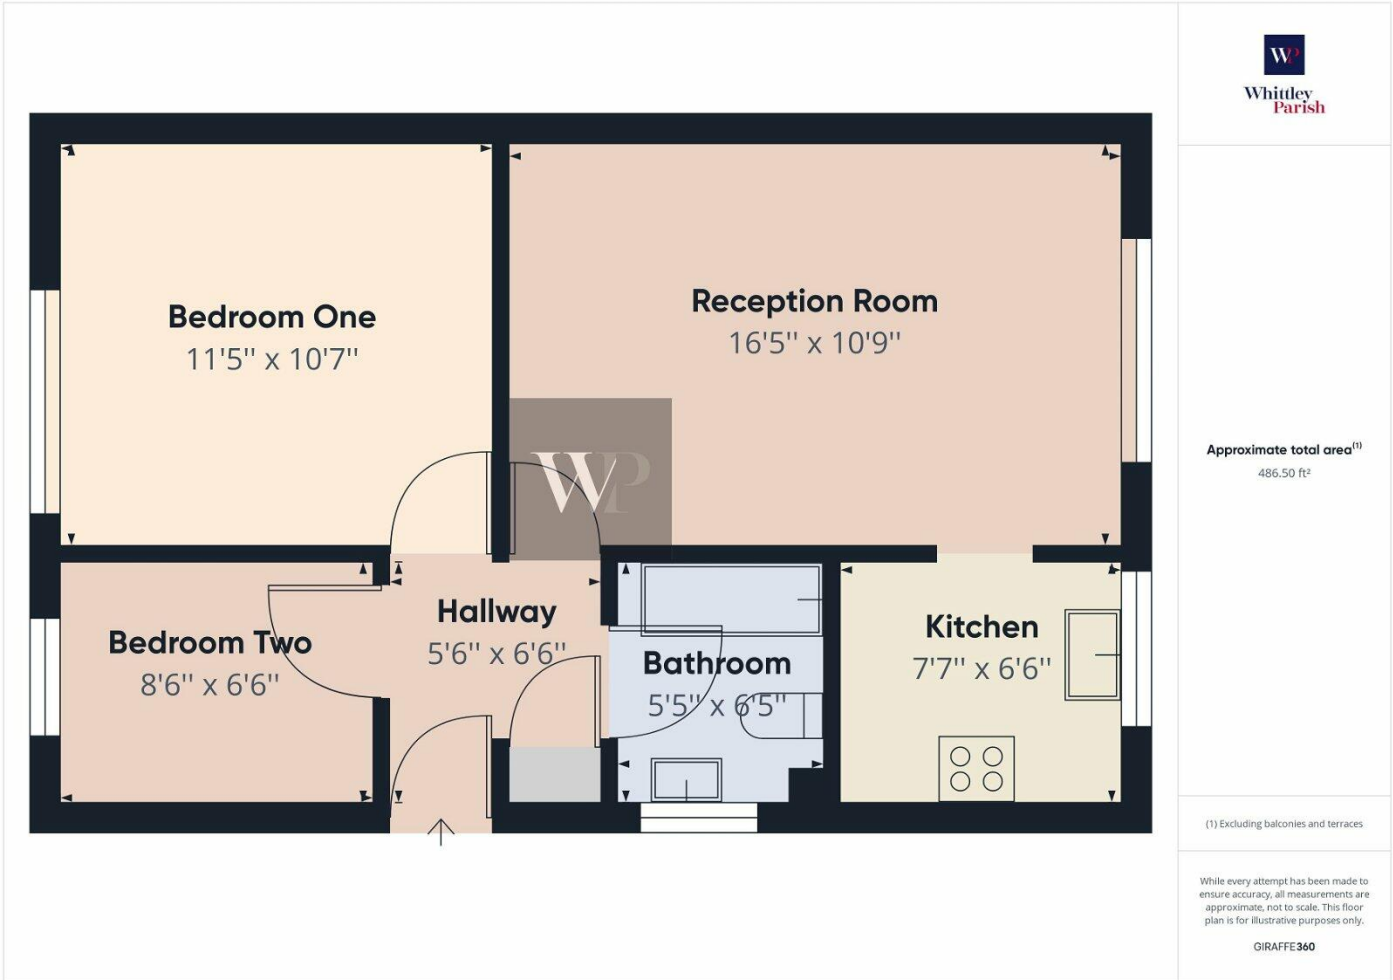 WP
Whittley
Parish
Bedroom One
11'5'' x 10'7''
Reception Room
16'5'' x 10'9''
WP
Bedroom Two
8'6'' x 6'6''
Hallway
5'6'' x 6'6''
Bathroom
5'5'' x 6'5''
Kitchen
7'7'' x 6'6''
Approximate total area(1)
486.50 ft²
(1) Excluding balconies and terraces
While every attempt has been made to
ensure accuracy, all measurements are
approximate, not to scale. This floor
plan is for illustrative purposes only.
GIRAFFE360